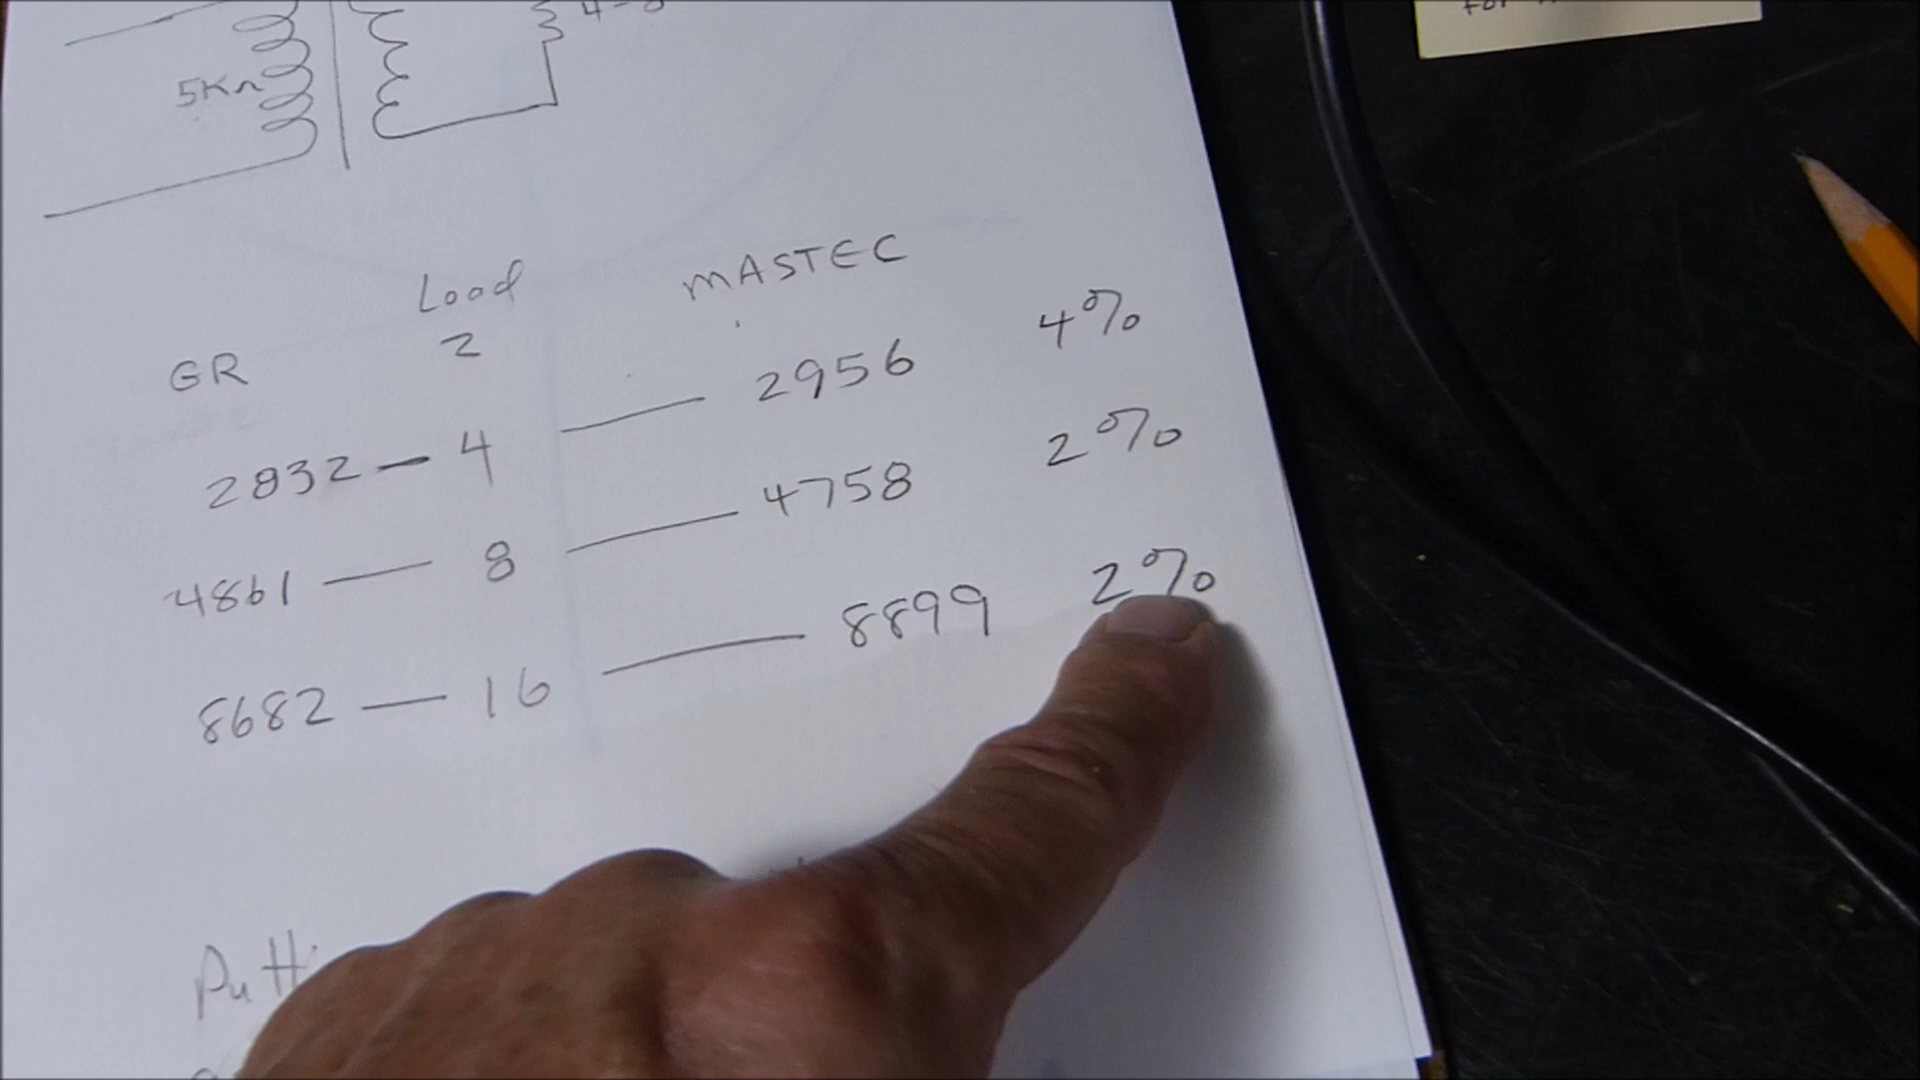 5KΩ
Load
MASTEC
GR Z
2832 — 4 — 2956 4%
4861 — 8 — 4758 2%
8682 — 16 — 8899 2%